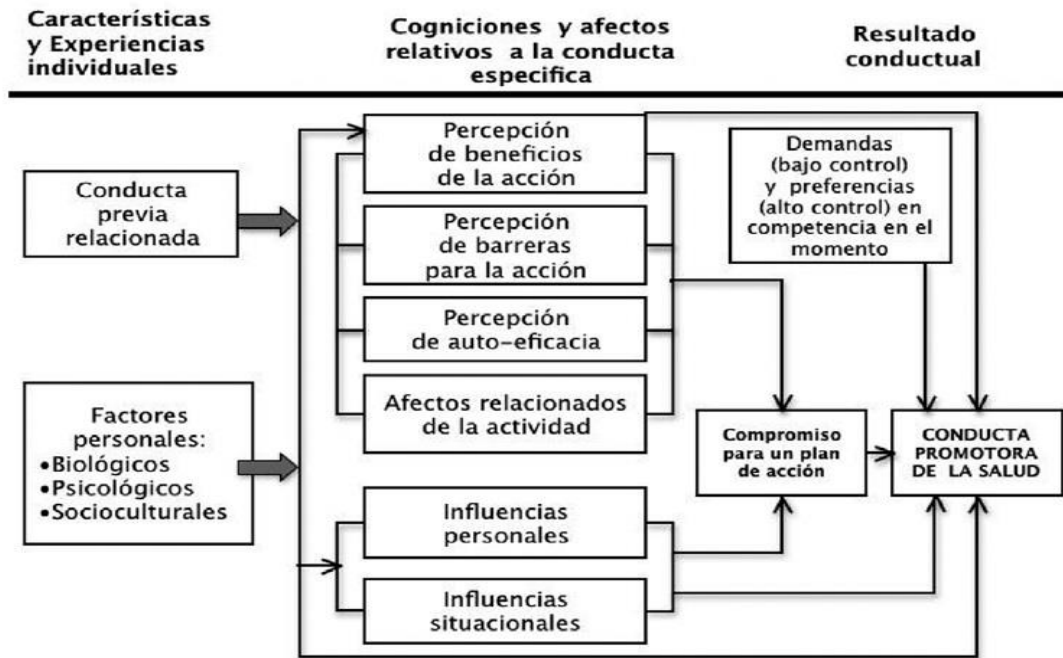 Características
y Experiencias
individuales
Cogniciones y afectos
relativos a la conducta
especifica
Resultado
conductual
Conducta
previa
relacionada
Factores
personales:
•Biológicos
•Psicológicos
•Socioculturales
Percepción
de beneficios
de la acción
Percepción
de barreras
para la acción
Percepción
de auto-eficacia
Afectos relacionados
de la actividad
Influencias
personales
Influencias
situacionales
Demandas
(bajo control)
y preferencias
(alto control) en
competencia en el
momento
Compromiso
para un plan
de acción
CONDUCTA
PROMOTORA
DE LA SALUD